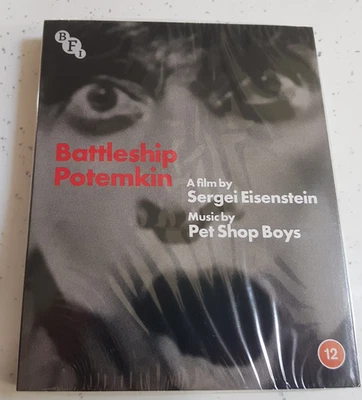 BFI
Battleship
Potemkin
A film by
Sergei Eisenstein
Music by
Pet Shop Boys
12